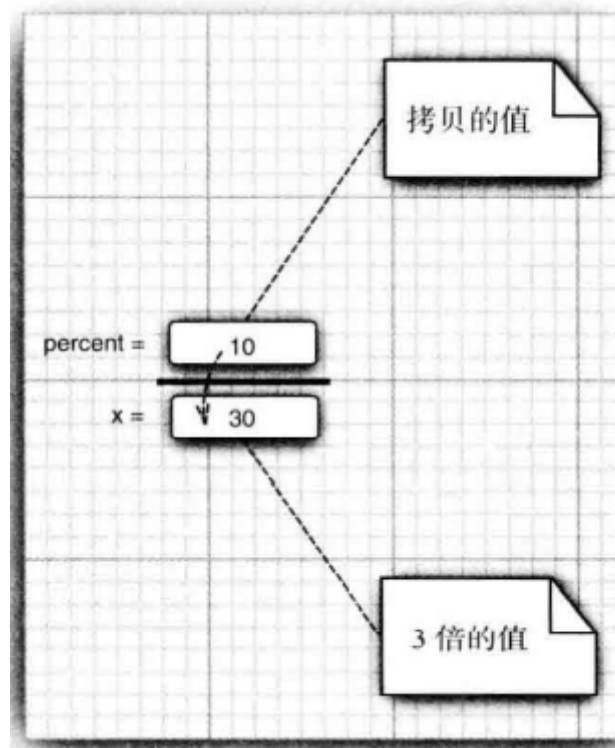 拷贝的值
percent = 10
x = 30
3 倍的值